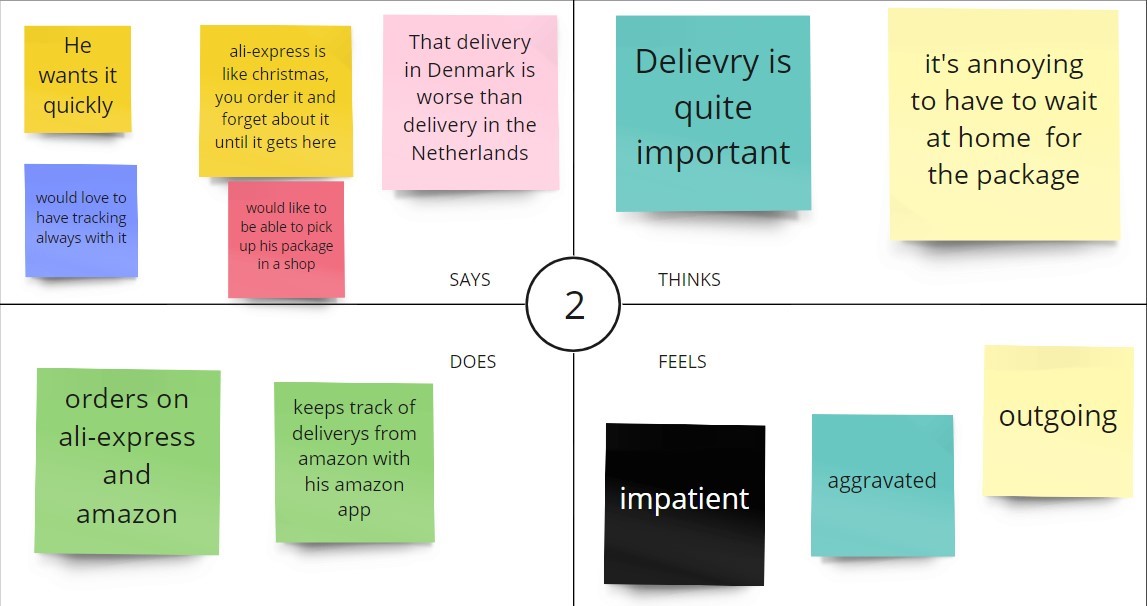 He
wants it
quickly
ali-express is
like christmas,
you order it and
forget about it
until it gets here
That delivery
in Denmark is
worse than
delivery in the
Netherlands
would love to
have tracking
always with it
would like to
be able to pick
up his package
in a shop
SAYS
Delievry is
quite
important
it's annoying
to have to wait
at home for
the package
THINKS
2
DOES
orders on
ali-express
and
amazon
keeps track of
deliverys from
amazon with
his amazon
app
FEELS
impatient
aggravated
outgoing